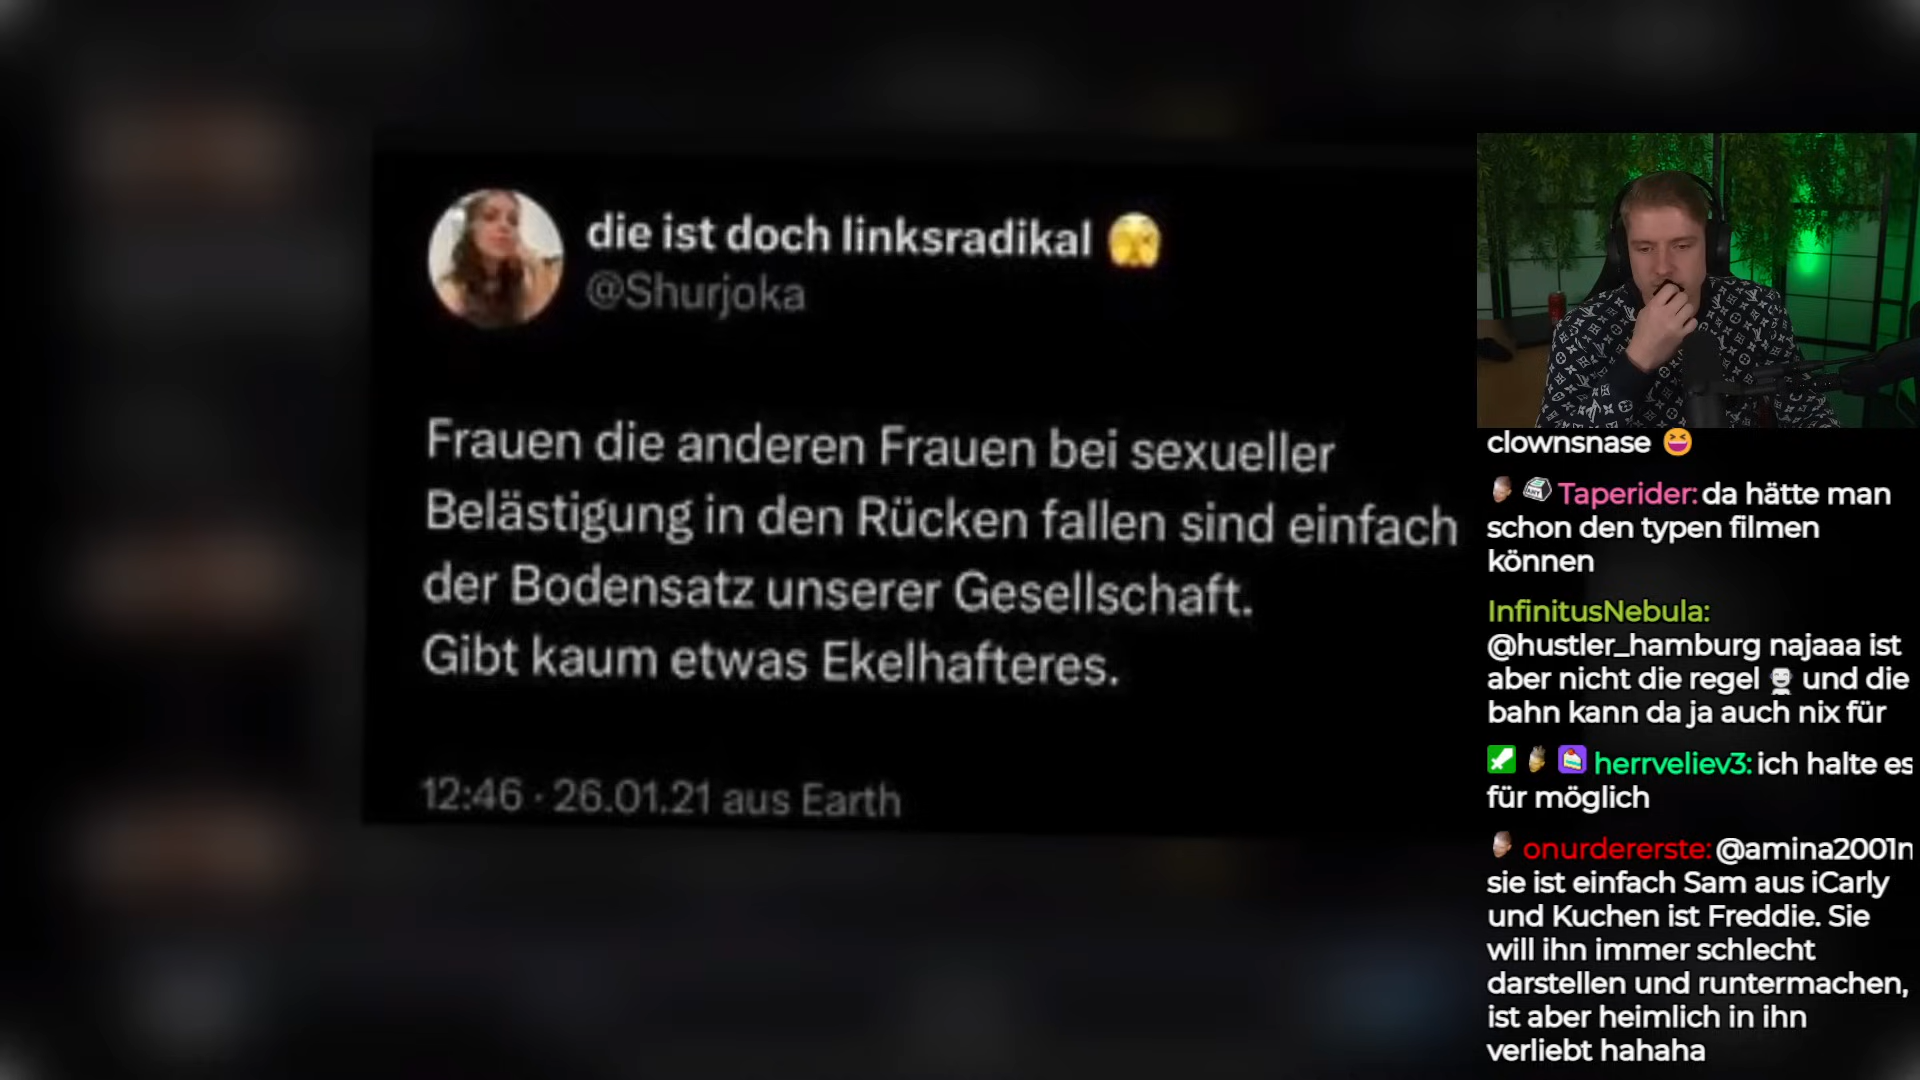 die ist doch linksradikal 🫣
@Shurjoka
Frauen die anderen Frauen bei sexueller
Belästigung in den Rücken fallen sind einfach
der Bodensatz unserer Gesellschaft.
Gibt kaum etwas Ekelhafteres.
12:46 · 26.01.21 aus Earth
clownsnase 😆
Taperider: da hätte man
schon den typen filmen
können
InfinitusNebula:
@hustler_hamburg najaaa ist
aber nicht die regel und die
bahn kann da ja auch nix für
herrveliev3: ich halte es
für möglich
onurdererste: @amina2001n
sie ist einfach Sam aus iCarly
und Kuchen ist Freddie. Sie
will ihn immer schlecht
darstellen und runtermachen,
ist aber heimlich in ihn
verliebt hahaha